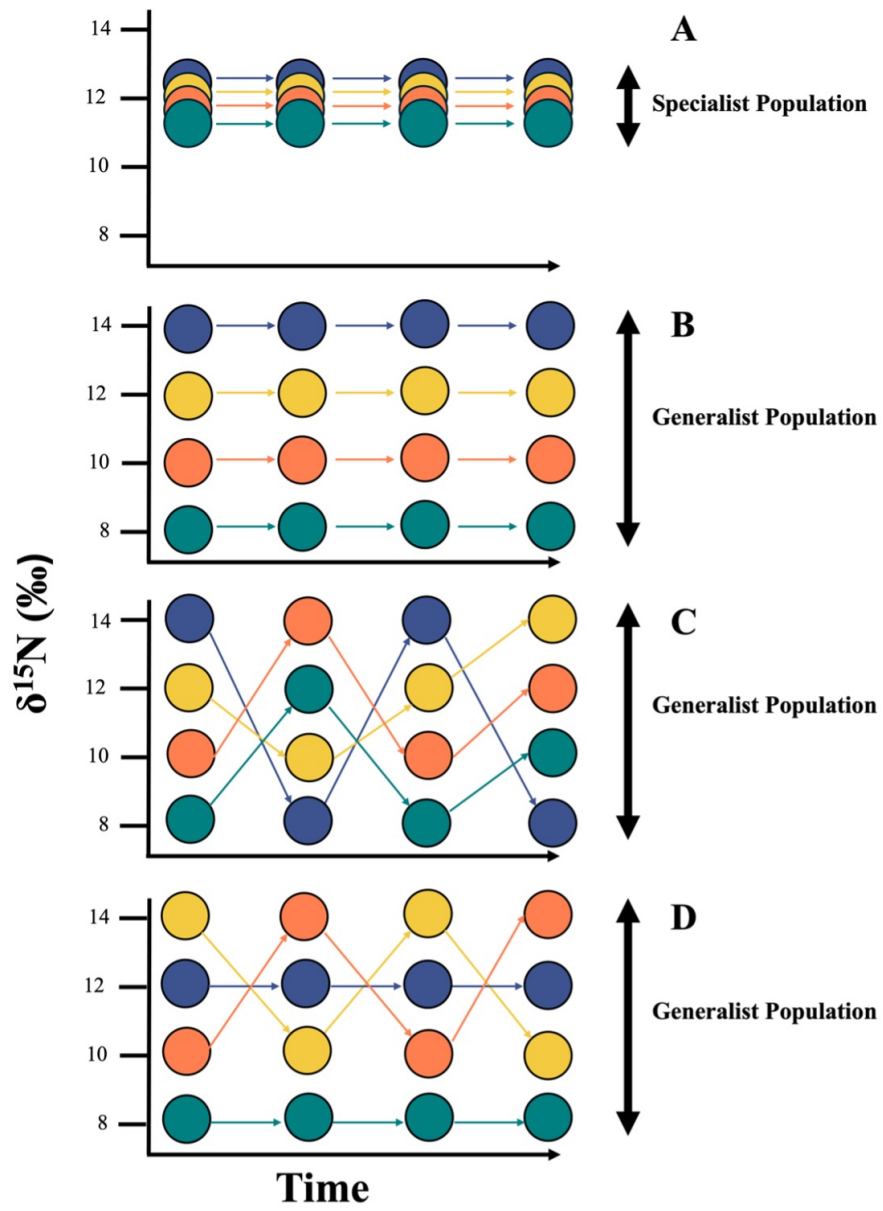 A
14
12
10
8
Specialist Population
B
14
12
10
8
Generalist Population
δ¹⁵N (‰)
C
14
12
10
8
Generalist Population
D
14
12
10
8
Generalist Population
Time